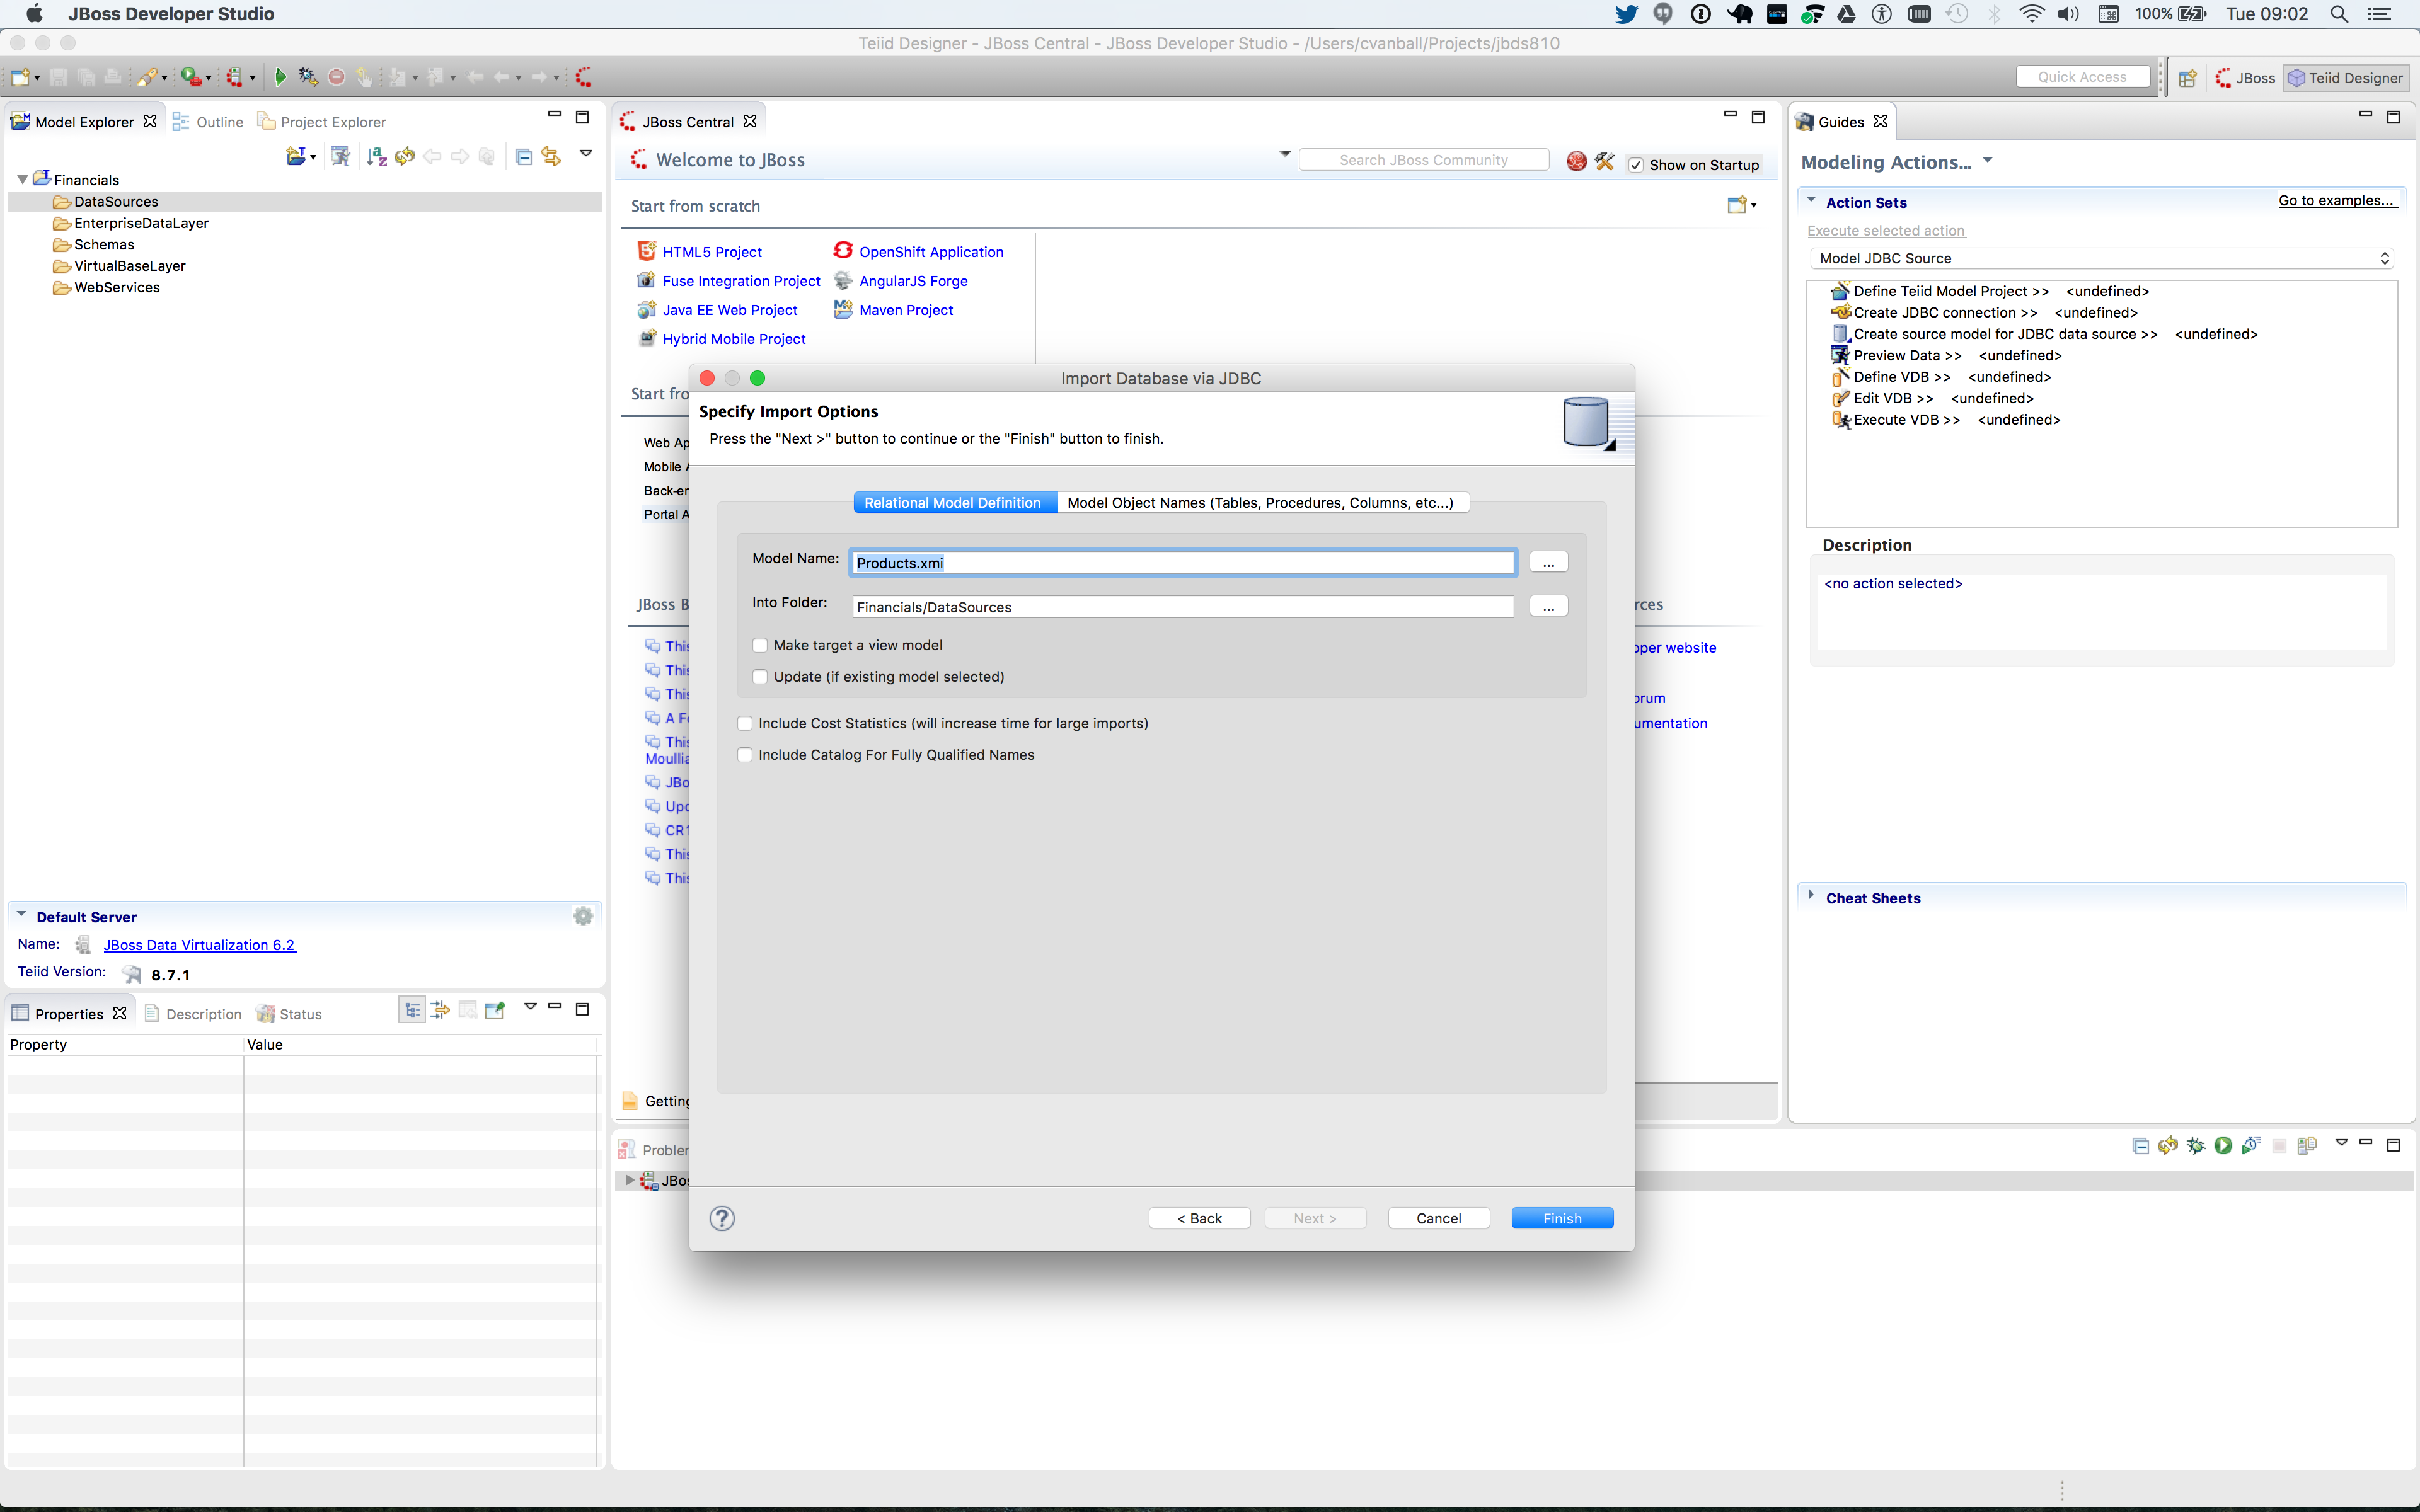 JBoss Developer Studio
100%
Tue 09:02
Teiid Designer - JBoss Central - JBoss Developer Studio - /Users/cvanball/Projects/jbds810
Quick Access
JBoss
Teiid Designer
Model Explorer
Outline
Project Explorer
Financials
DataSources
EnterpriseDataLayer
Schemas
VirtualBaseLayer
WebServices
Default Server
Name: JBoss Data Virtualization 6.2
Teiid Version: 8.7.1
Properties
Description
Status
Property Value
JBoss Central
Welcome to JBoss
Search JBoss Community
Show on Startup
Start from scratch
HTML5 Project
OpenShift Application
Fuse Integration Project
AngularJS Forge
Java EE Web Project
Maven Project
Hybrid Mobile Project
Start fro
Web Ap
Mobile A
Back-en
Portal A
JBoss B
This
This
This
A Fo
This
Moullia
JBo
Upd
CR1
This
This
Getting
rces
oper website
orum
umentation
Import Database via JDBC
Specify Import Options
Press the "Next >" button to continue or the "Finish" button to finish.
Relational Model Definition
Model Object Names (Tables, Procedures, Columns, etc...)
Model Name: Products.xmi ...
Into Folder: Financials/DataSources ...
Make target a view model
Update (if existing model selected)
Include Cost Statistics (will increase time for large imports)
Include Catalog For Fully Qualified Names
?
< Back
Next >
Cancel
Finish
Problem
JBos
Guides
Modeling Actions...
Action Sets
Go to examples...
Execute selected action
Model JDBC Source
Define Teiid Model Project >> <undefined>
Create JDBC connection >> <undefined>
Create source model for JDBC data source >> <undefined>
Preview Data >> <undefined>
Define VDB >> <undefined>
Edit VDB >> <undefined>
Execute VDB >> <undefined>
Description
<no action selected>
Cheat Sheets